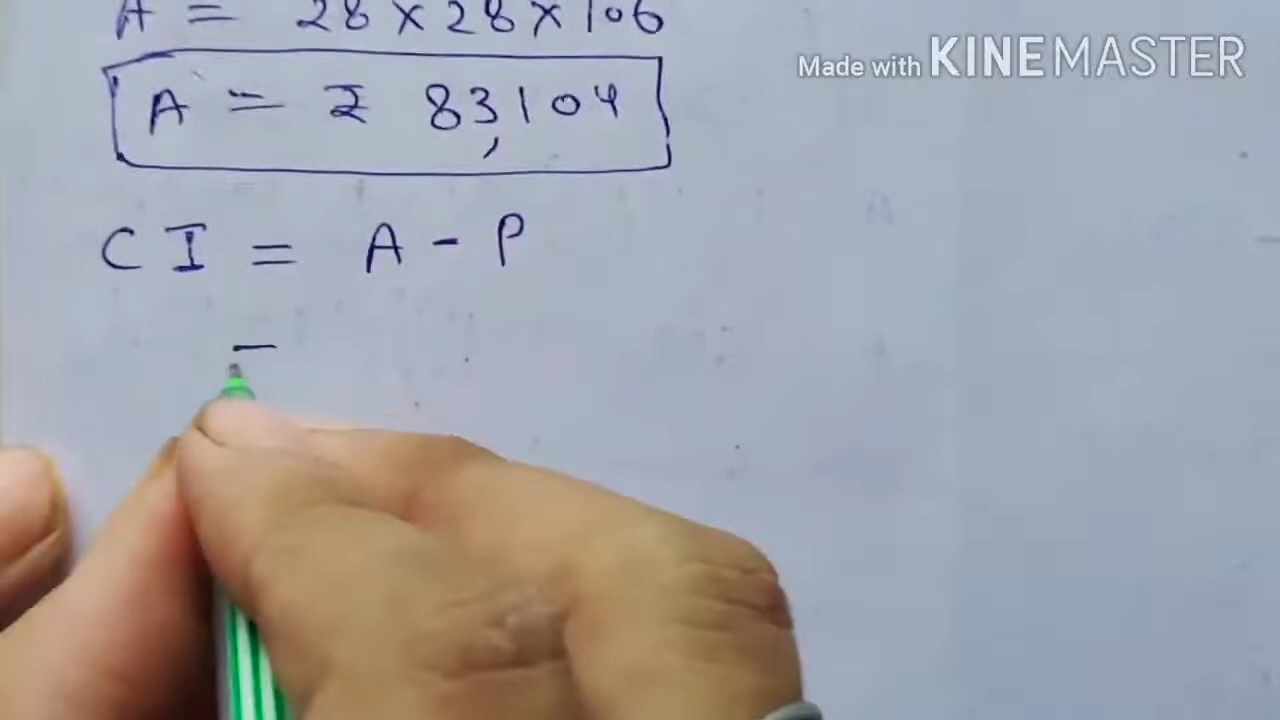 A = 28 × 28 × 106
Made with KINEMASTER
A = ₹ 83,104
CI = A - P